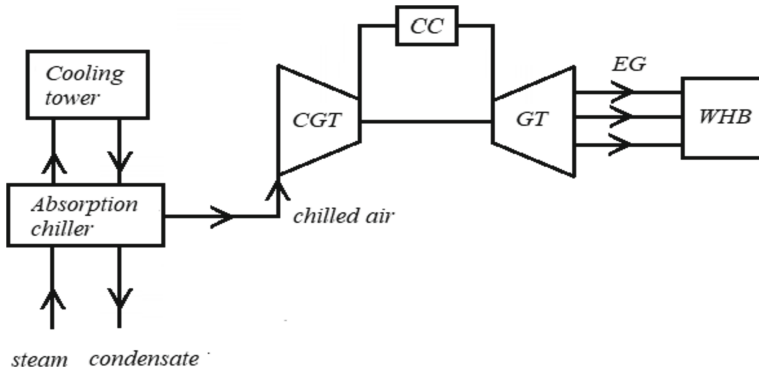 CC
Cooling
tower
EG
CGT
GT
WHB
Absorption
chiller
chilled air
steam condensate